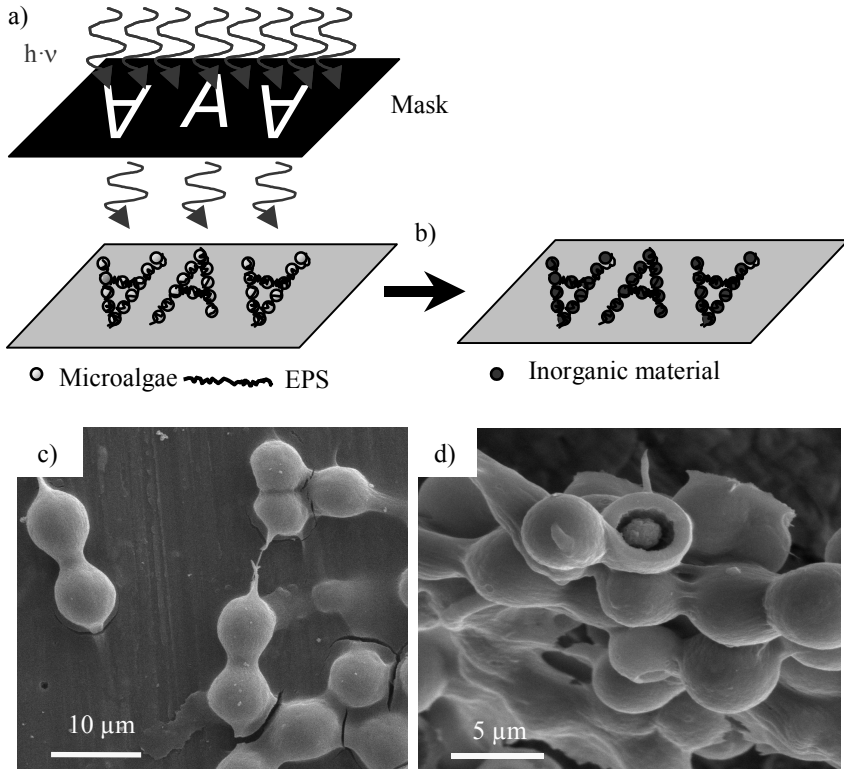 a)
h·ν
∀ A ∀
Mask
b)
∀ A ∀
∀ A ∀
Microalgae
EPS
Inorganic material
c)
d)
10 µm
5 µm